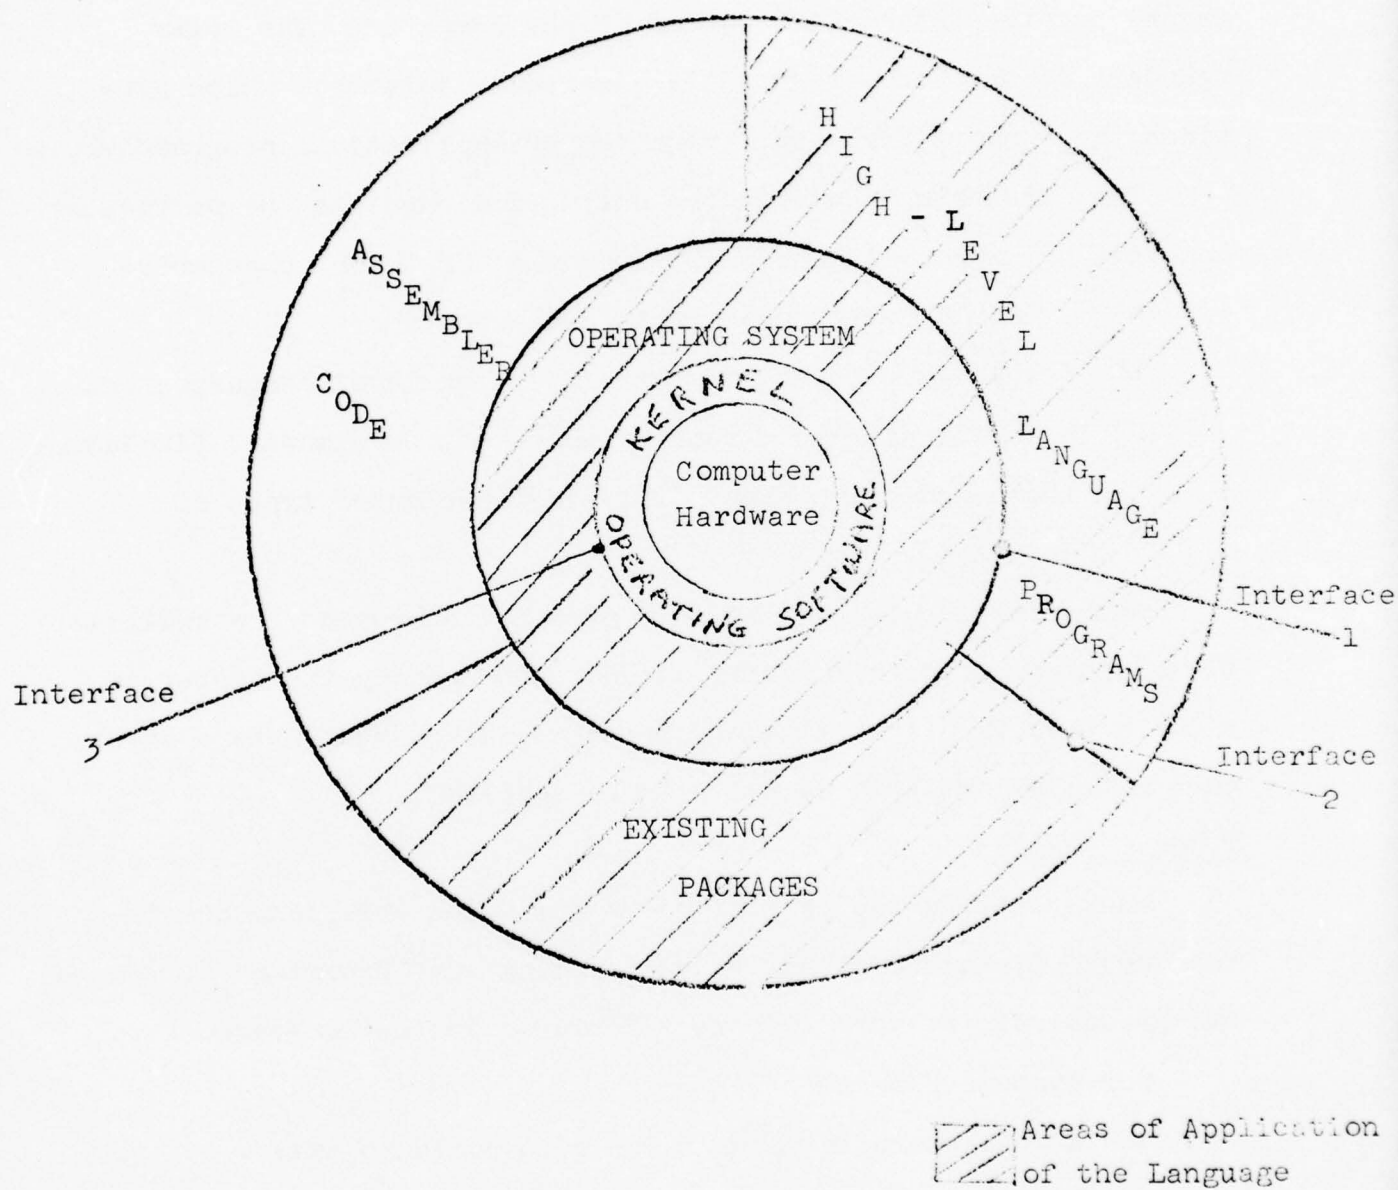 HIGH-LEVEL
LANGUAGE
PROGRAMS
ASSEMBLER
CODE
OPERATING SYSTEM
KERNEL
OPERATING SOFTWARE
Computer
Hardware
Interface
1
Interface
2
Interface
3
EXISTING
PACKAGES
Areas of Application
of the Language